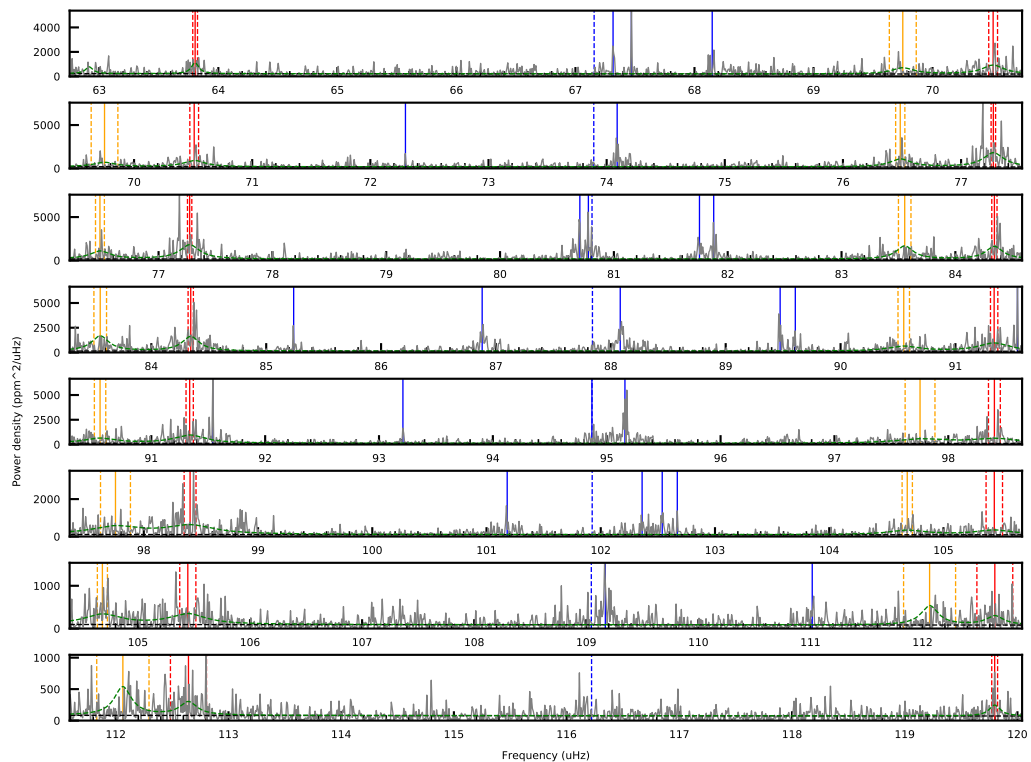 4000
2000
0
63 64 65 66 67 68 69 70
5000
0
70 71 72 73 74 75 76 77
5000
0
77 78 79 80 81 82 83 84
5000
2500
0
84 85 86 87 88 89 90 91
5000
2500
0
91 92 93 94 95 96 97 98
2000
0
98 99 100 101 102 103 104 105
1000
0
105 106 107 108 109 110 111 112
1000
500
0
112 113 114 115 116 117 118 119 120
Power density (ppm^2/uHz)
Frequency (uHz)